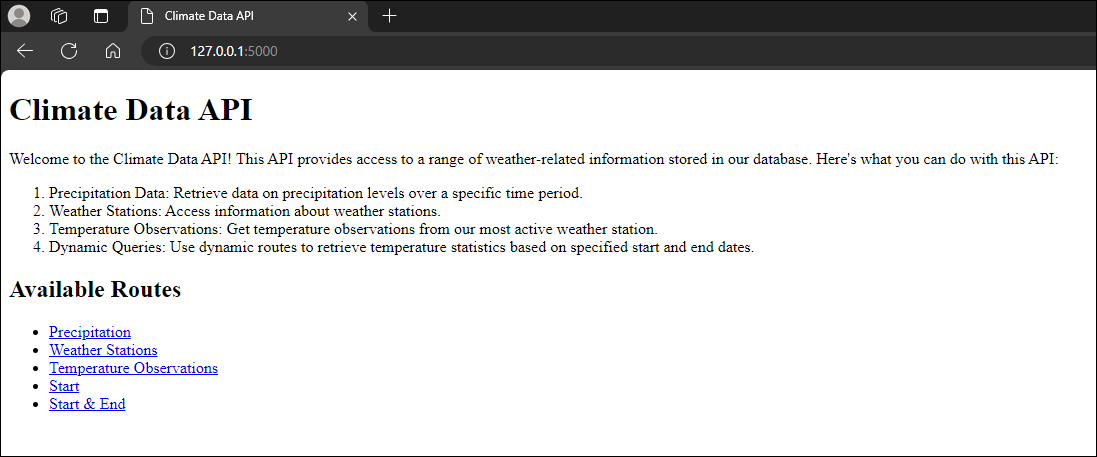 Climate Data API
127.0.0.1:5000
Climate Data API
Welcome to the Climate Data API! This API provides access to a range of weather-related information stored in our database. Here's what you can do with this API:
1. Precipitation Data: Retrieve data on precipitation levels over a specific time period.
2. Weather Stations: Access information about weather stations.
3. Temperature Observations: Get temperature observations from our most active weather station.
4. Dynamic Queries: Use dynamic routes to retrieve temperature statistics based on specified start and end dates.
Available Routes
• Precipitation
• Weather Stations
• Temperature Observations
• Start
• Start & End